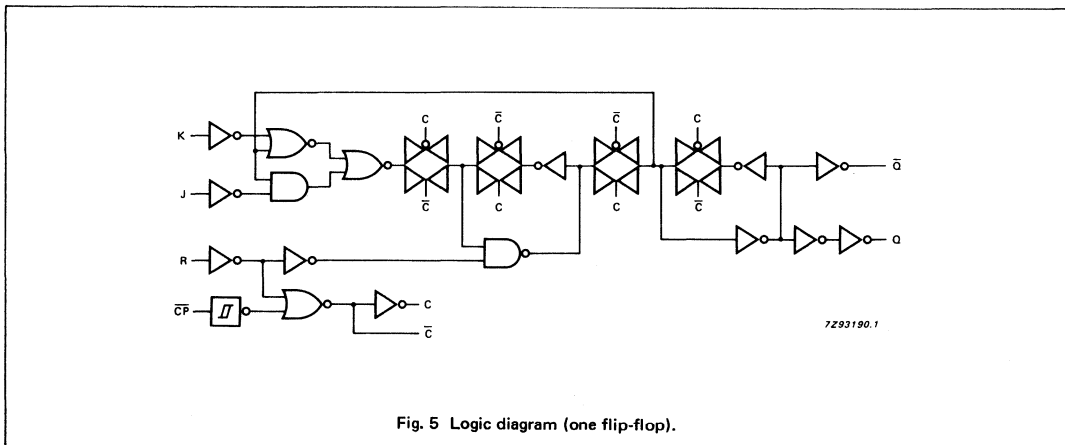 C
C̅
C̅
C
K
J
C̅
C
C
C̅
Q̅
Q
R
C̅P̅
C
C̅
7Z93190.1
Fig. 5 Logic diagram (one flip-flop).